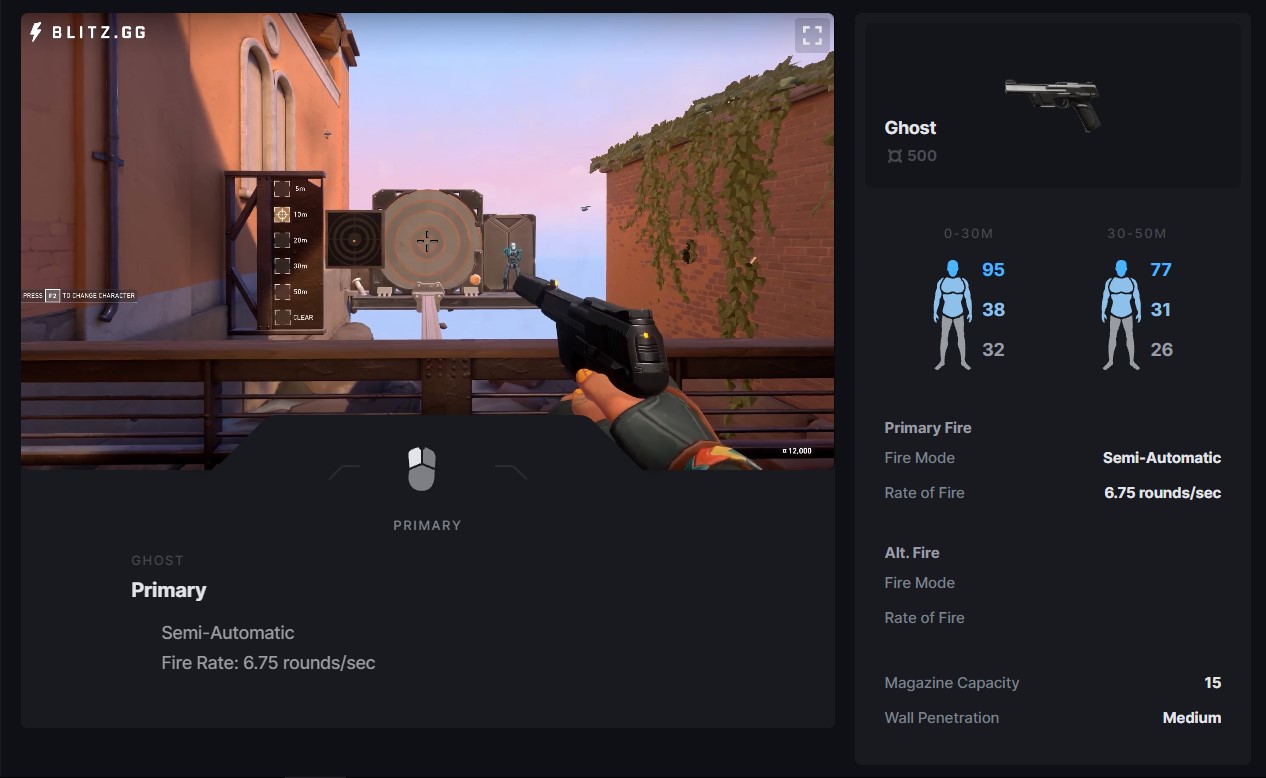 BLITZ.GG
5m
10m
20m
30m
50m
CLEAR
PRESS F2 TO CHANGE CHARACTER
¤ 12,000
PRIMARY
GHOST
Primary
Semi-Automatic
Fire Rate: 6.75 rounds/sec
Ghost
¤ 500
0-30M
95
38
32
30-50M
77
31
26
Primary Fire
Fire Mode Semi-Automatic
Rate of Fire 6.75 rounds/sec
Alt. Fire
Fire Mode
Rate of Fire
Magazine Capacity 15
Wall Penetration Medium